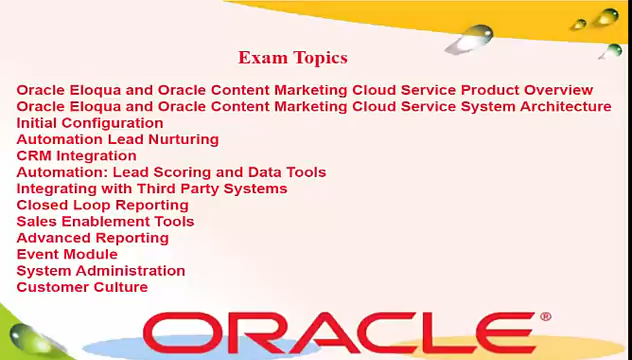 Exam Topics
Oracle Eloqua and Oracle Content Marketing Cloud Service Product Overview
Oracle Eloqua and Oracle Content Marketing Cloud Service System Architecture
Initial Configuration
Automation Lead Nurturing
CRM Integration
Automation: Lead Scoring and Data Tools
Integrating with Third Party Systems
Closed Loop Reporting
Sales Enablement Tools
Advanced Reporting
Event Module
System Administration
Customer Culture
ORACLE®